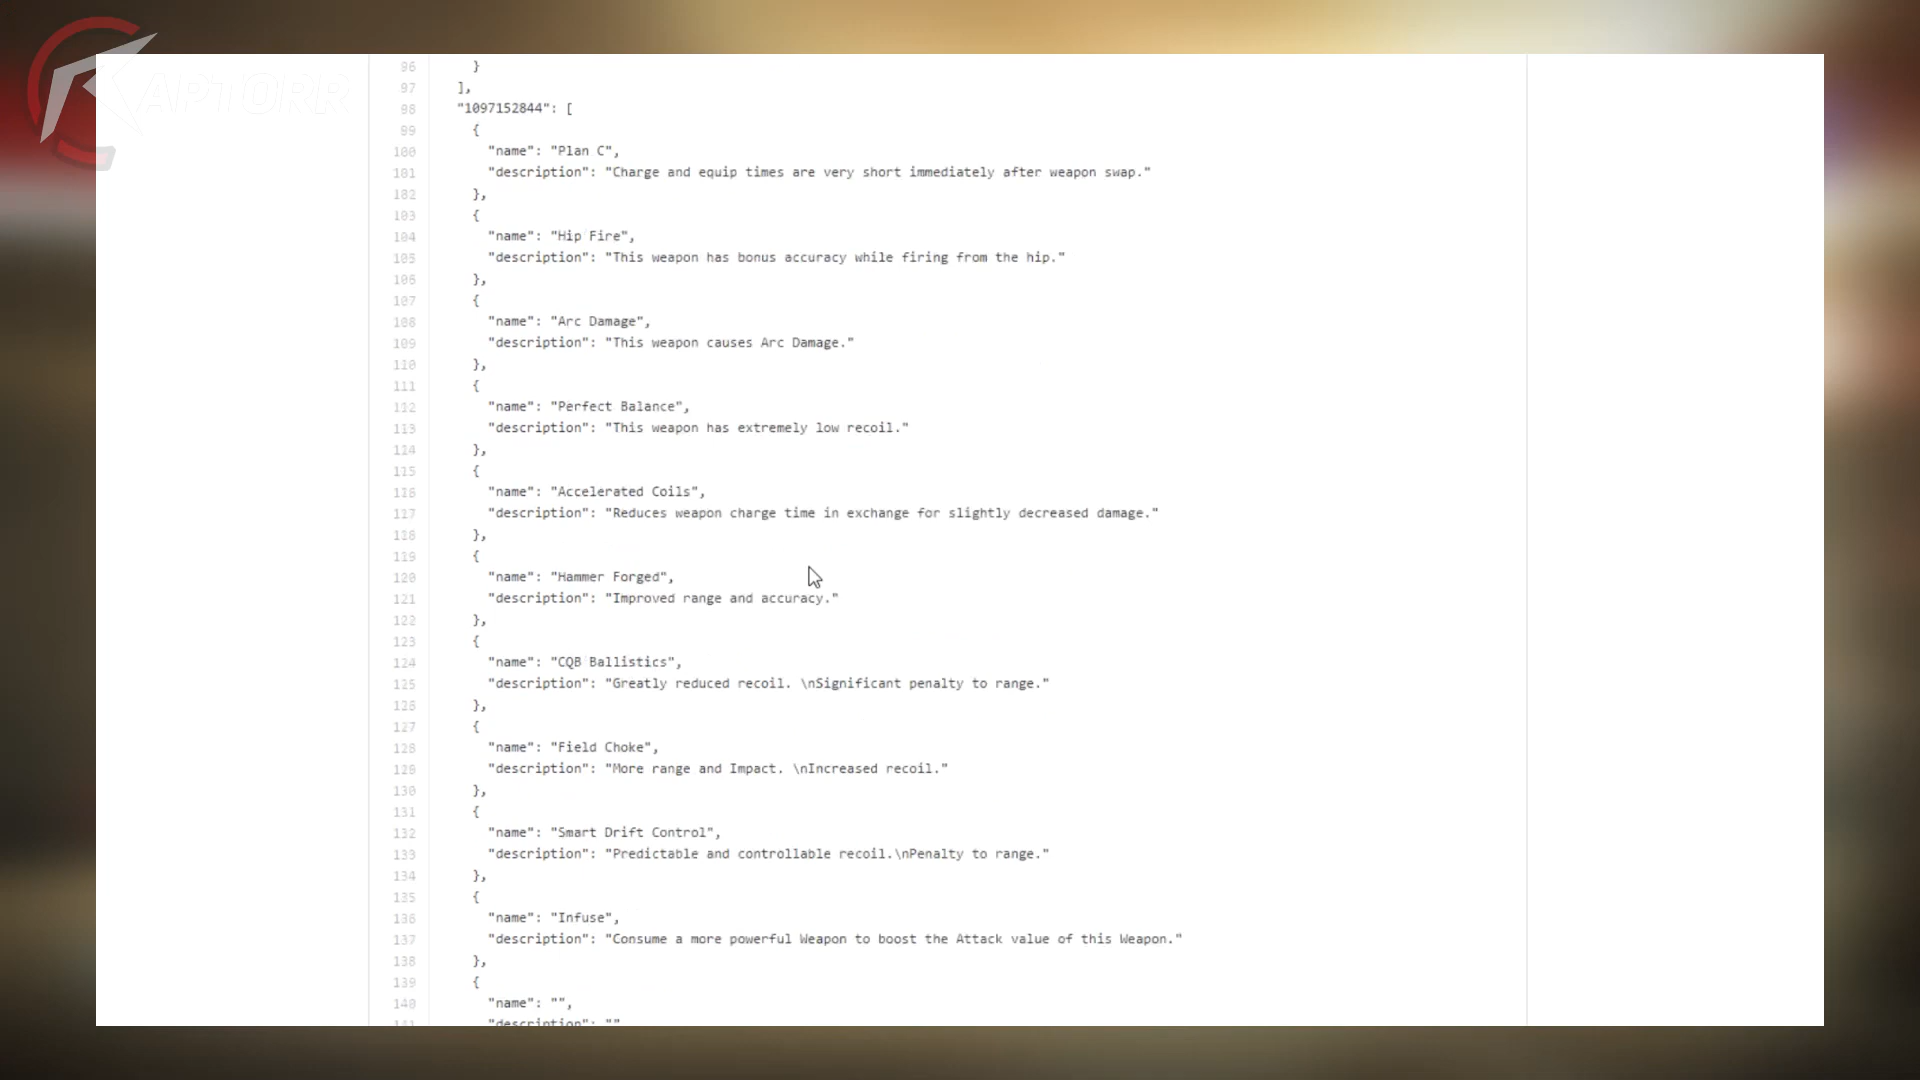 APTORR
96 }
97 ],
98 "1097152844": [
99 {
100 "name": "Plan C",
101 "description": "Charge and equip times are very short immediately after weapon swap."
102 },
103 {
104 "name": "Hip Fire",
105 "description": "This weapon has bonus accuracy while firing from the hip."
106 },
107 {
108 "name": "Arc Damage",
109 "description": "This weapon causes Arc Damage."
110 },
111 {
112 "name": "Perfect Balance",
113 "description": "This weapon has extremely low recoil."
114 },
115 {
116 "name": "Accelerated Coils",
117 "description": "Reduces weapon charge time in exchange for slightly decreased damage."
118 },
119 {
120 "name": "Hammer Forged",
121 "description": "Improved range and accuracy."
122 },
123 {
124 "name": "CQB Ballistics",
125 "description": "Greatly reduced recoil. \nSignificant penalty to range."
126 },
127 {
128 "name": "Field Choke",
129 "description": "More range and Impact. \nIncreased recoil."
130 },
131 {
132 "name": "Smart Drift Control",
133 "description": "Predictable and controllable recoil.\nPenalty to range."
134 },
135 {
136 "name": "Infuse",
137 "description": "Consume a more powerful Weapon to boost the Attack value of this Weapon."
138 },
139 {
140 "name": "",
141 "description": ""